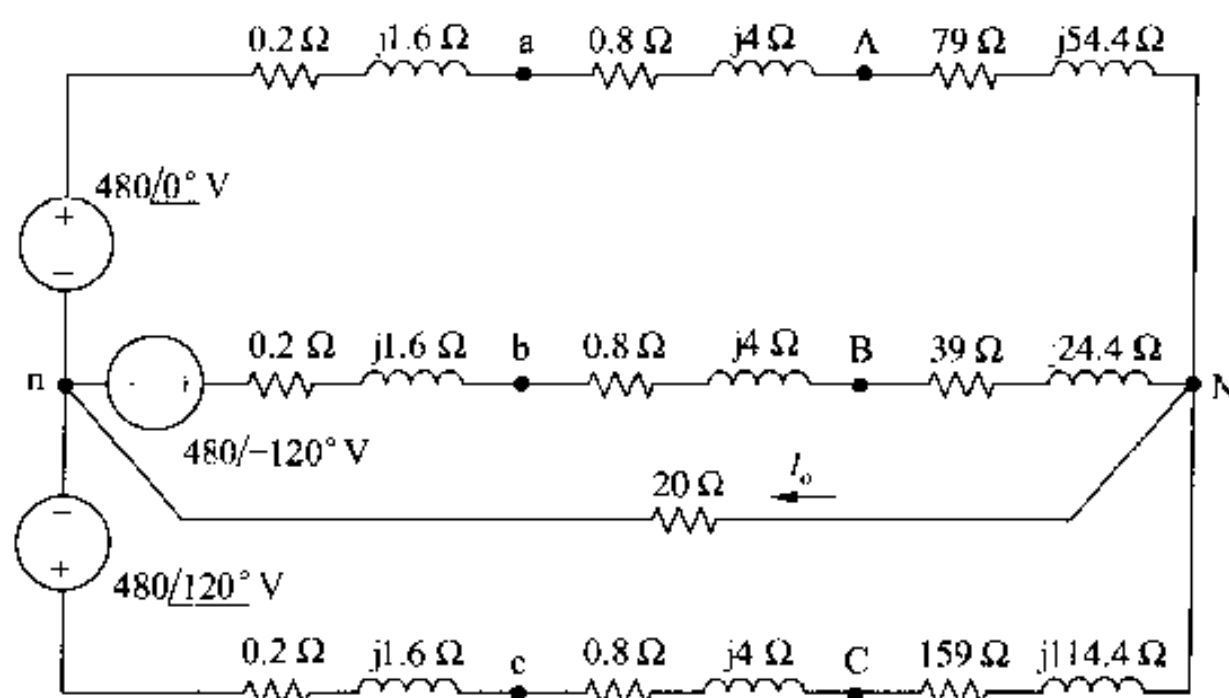 0.2 Ω j1.6 Ω a 0.8 Ω j4 Ω A 79 Ω j54.4 Ω
480/0° V
+
−
0.2 Ω j1.6 Ω b 0.8 Ω j4 Ω B 39 Ω 24.4 Ω
n N
480/−120° V
20 Ω I₀
−
+
480/120° V
0.2 Ω j1.6 Ω c 0.8 Ω j4 Ω C 159 Ω j114.4 Ω